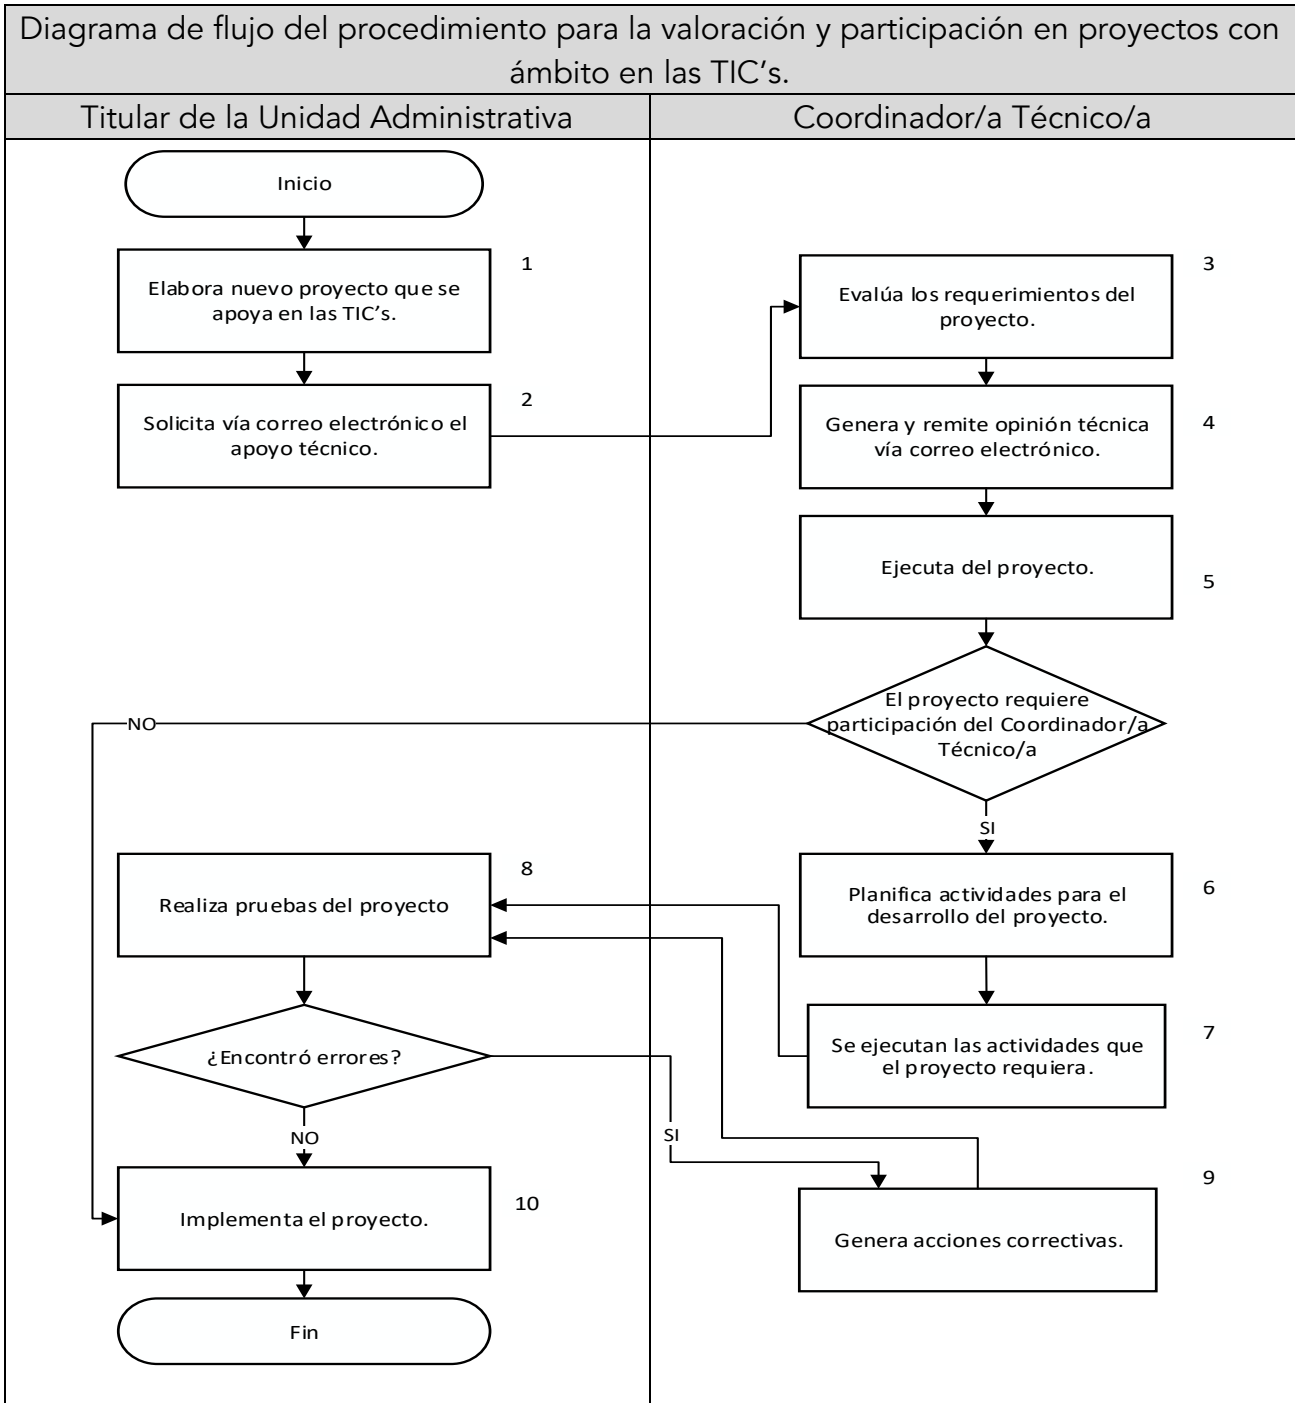 Diagrama de flujo del procedimiento para la valoración y participación en proyectos con
ámbito en las TIC's.
Titular de la Unidad Administrativa
Coordinador/a Técnico/a
Inicio
1
Elabora nuevo proyecto que se
apoya en las TIC's.
2
Solicita vía correo electrónico el
apoyo técnico.
3
Evalúa los requerimientos del
proyecto.
4
Genera y remite opinión técnica
vía correo electrónico.
Ejecuta del proyecto.
5
El proyecto requiere
participación del Coordinador/a
Técnico/a
NO
SI
6
Planifica actividades para el
desarrollo del proyecto.
7
Se ejecutan las actividades que
el proyecto requiera.
8
Realiza pruebas del proyecto
¿Encontró errores?
SI
NO
9
Genera acciones correctivas.
10
Implementa el proyecto.
Fin